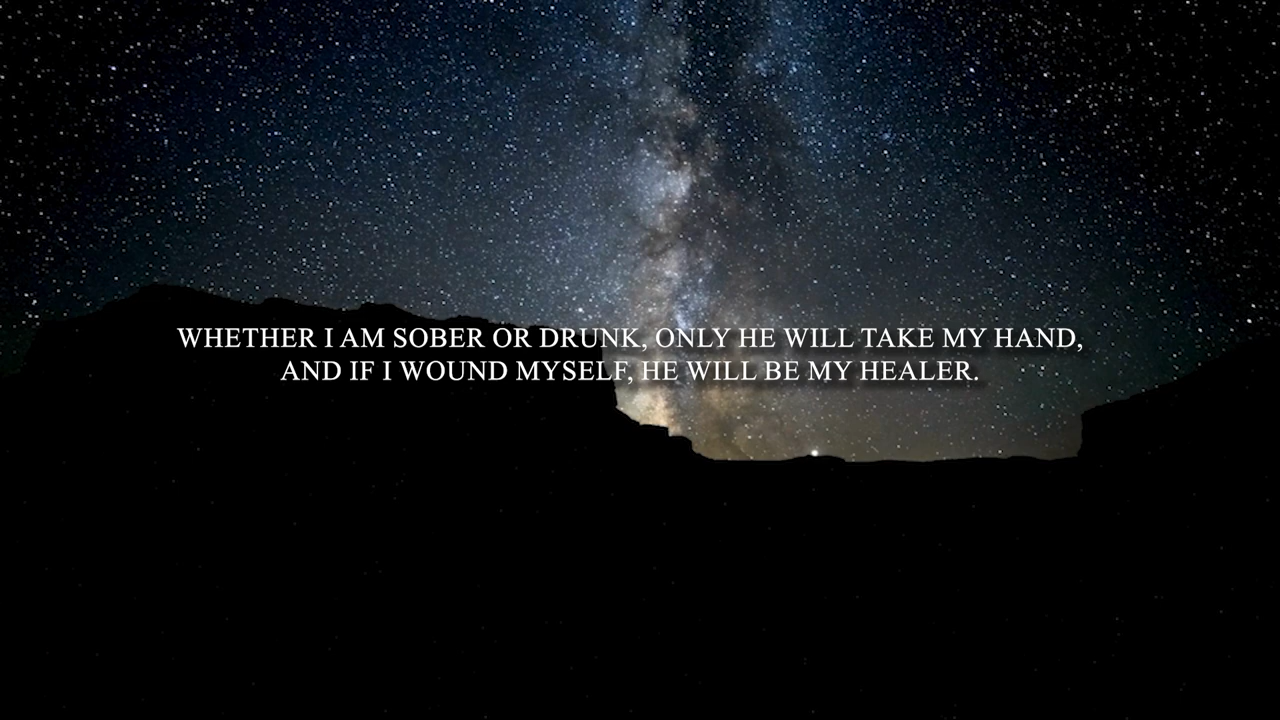 WHETHER I AM SOBER OR DRUNK, ONLY HE WILL TAKE MY HAND,
AND IF I WOUND MYSELF, HE WILL BE MY HEALER.